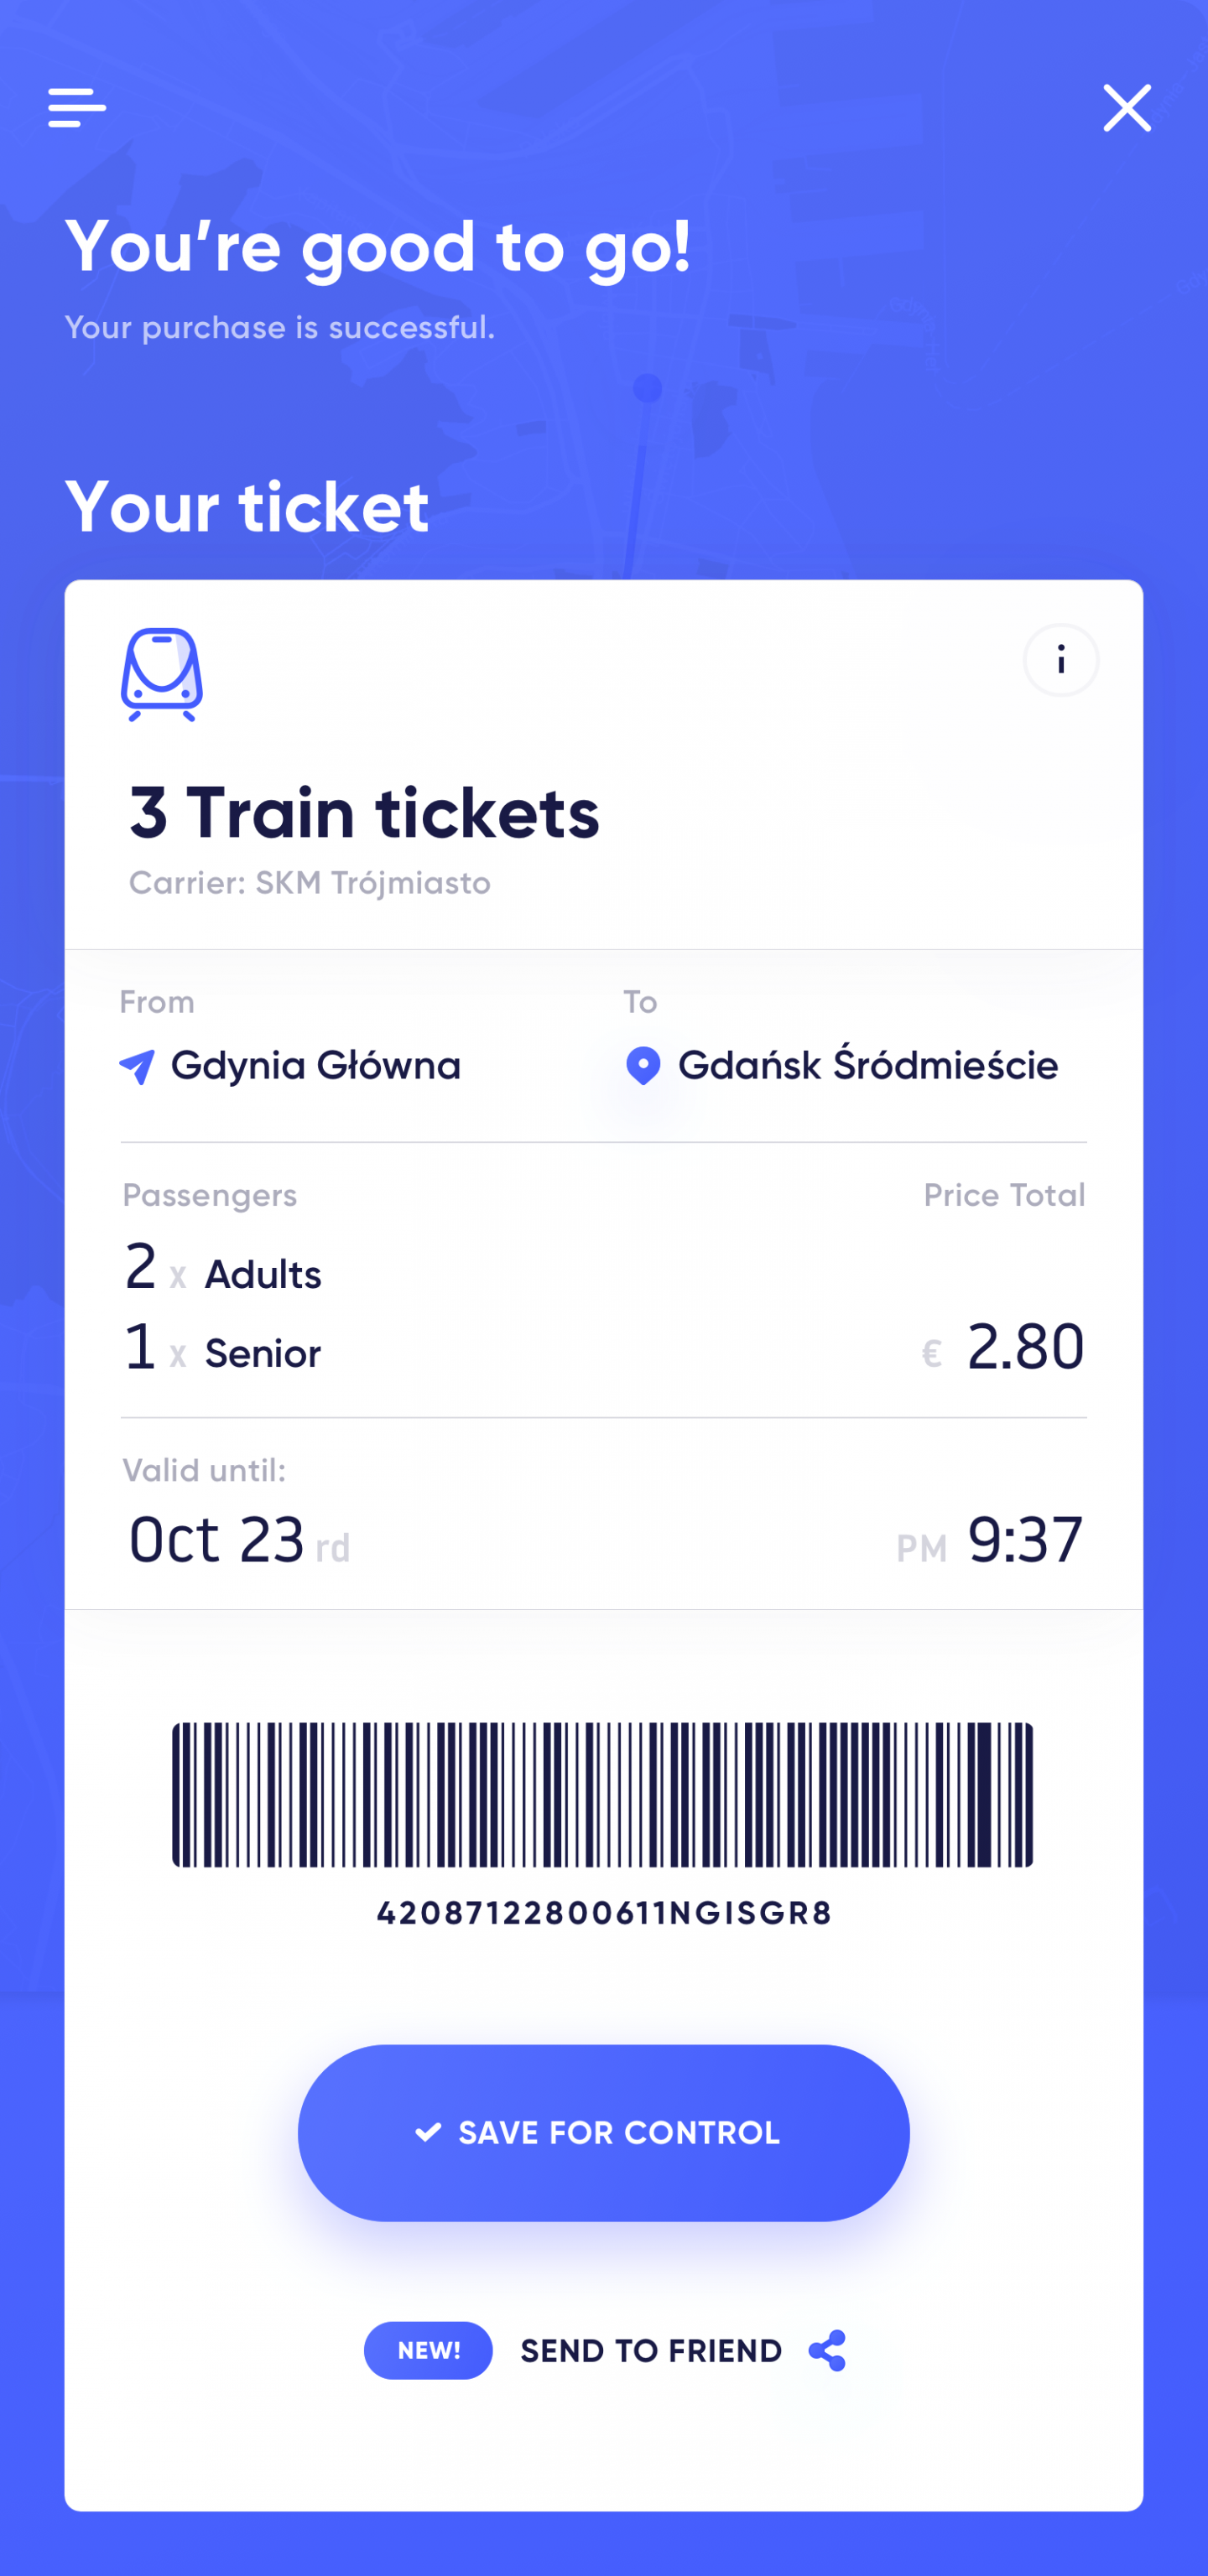 You're good to go!
Your purchase is successful.
Your ticket
i
3 Train tickets
Carrier: SKM Trójmiasto
From To
Gdynia Główna Gdańsk Śródmieście
Passengers Price Total
2 x Adults
1 x Senior € 2.80
Valid until:
Oct 23 rd PM 9:37
42087122800611NGISGR8
SAVE FOR CONTROL
NEW! SEND TO FRIEND